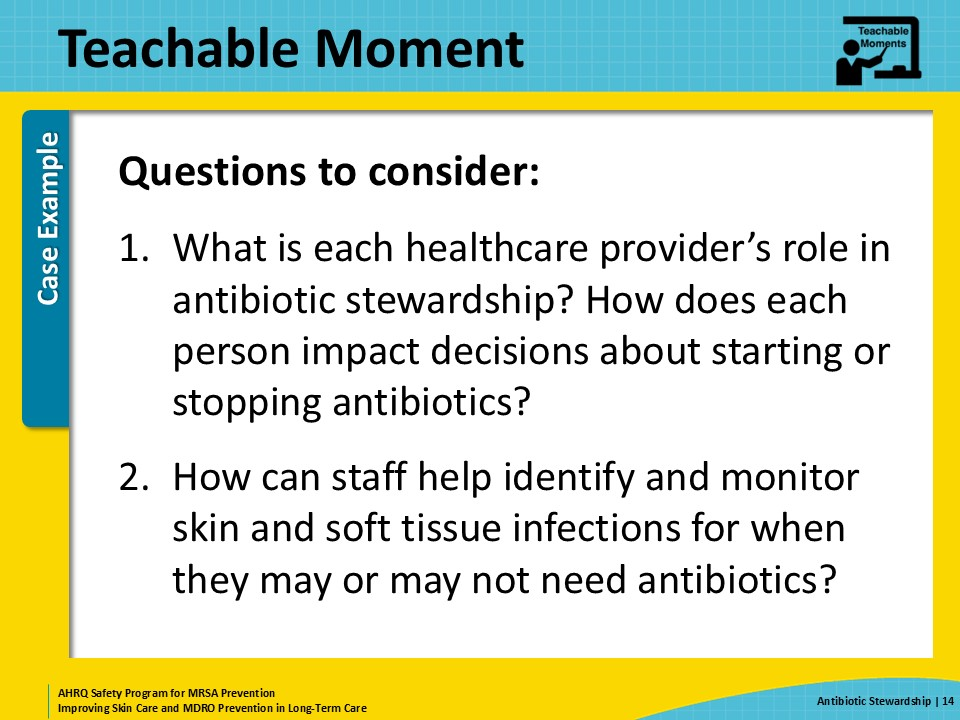 Teachable Moment
Teachable
Moments
Case Example
Questions to consider:
1. What is each healthcare provider’s role in
antibiotic stewardship? How does each
person impact decisions about starting or
stopping antibiotics?
2. How can staff help identify and monitor
skin and soft tissue infections for when
they may or may not need antibiotics?
AHRQ Safety Program for MRSA Prevention
Improving Skin Care and MDRO Prevention in Long-Term Care
Antibiotic Stewardship | 14